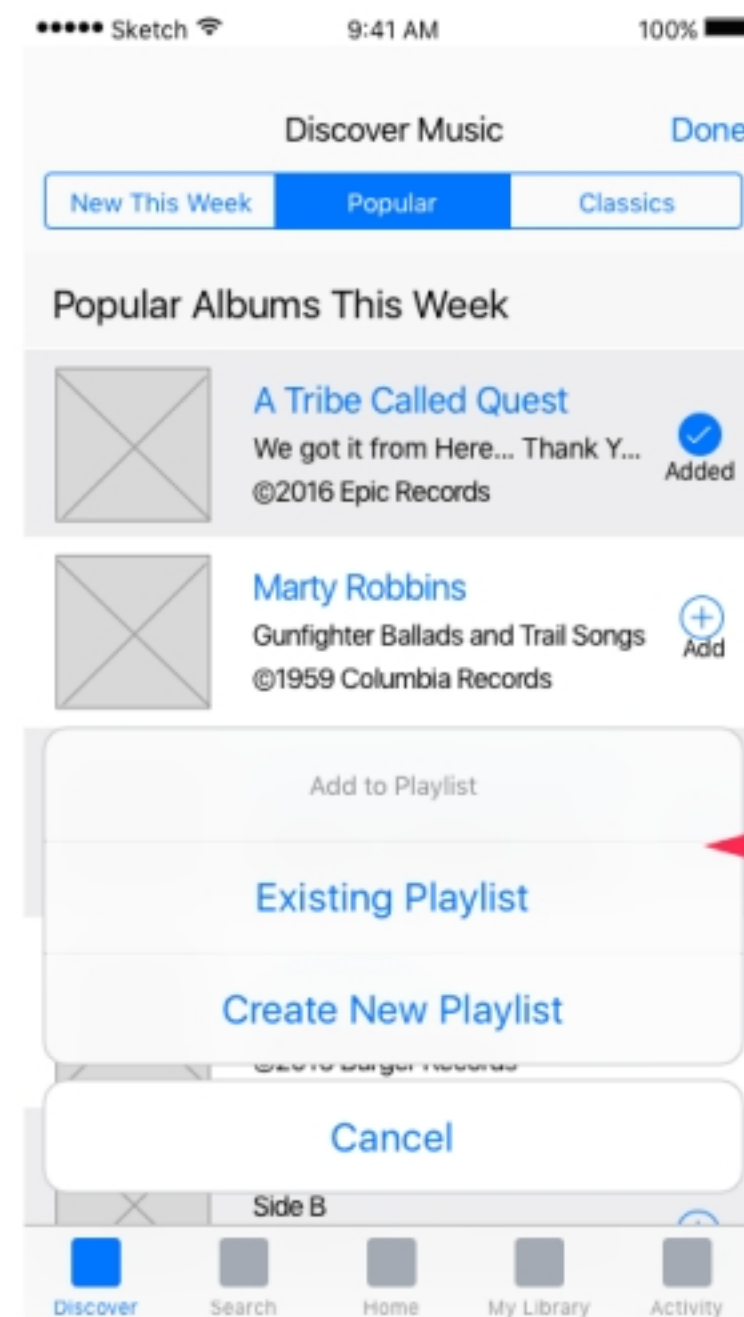 Sketch 9:41 AM 100%
Discover Music Done
New This Week Popular Classics
Popular Albums This Week
A Tribe Called Quest
We got it from Here... Thank Y...
Added
©2016 Epic Records
Marty Robbins
Gunfighter Ballads and Trail Songs
Add
©1959 Columbia Records
Add to Playlist
Existing Playlist
Create New Playlist
©2016 Burger Records
Cancel
Side B
Discover Search Home My Library Activity